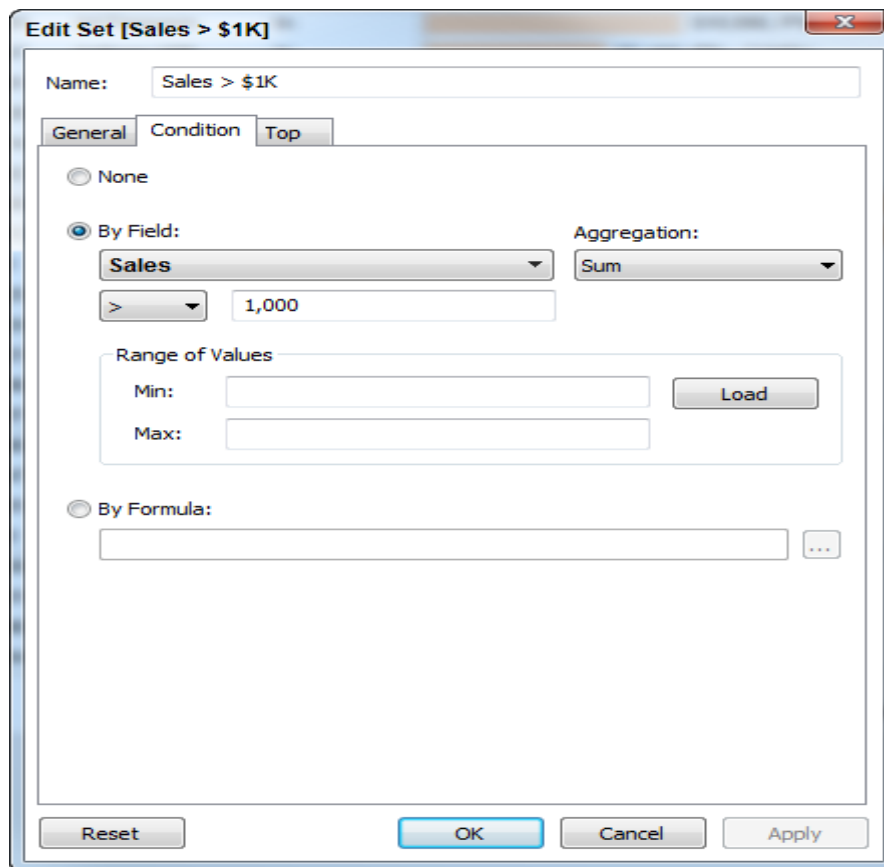 Edit Set [Sales > $1K]
Name: Sales > $1K
General Condition Top
None
By Field: Aggregation:
Sales Sum
> 1,000
Range of Values
Min: Load
Max:
By Formula:
...
Reset OK Cancel Apply